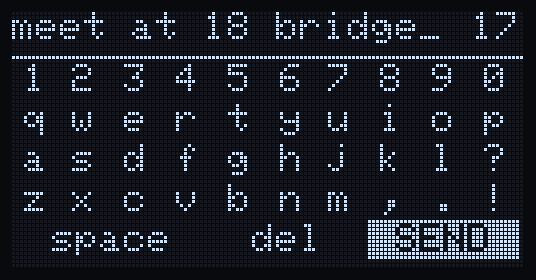 meet at 18 bridge_ 17
1 2 3 4 5 6 7 8 9 0
q w e r t y u i o p
a s d f g h j k l ?
z x c v b n m , . !
space del SEND